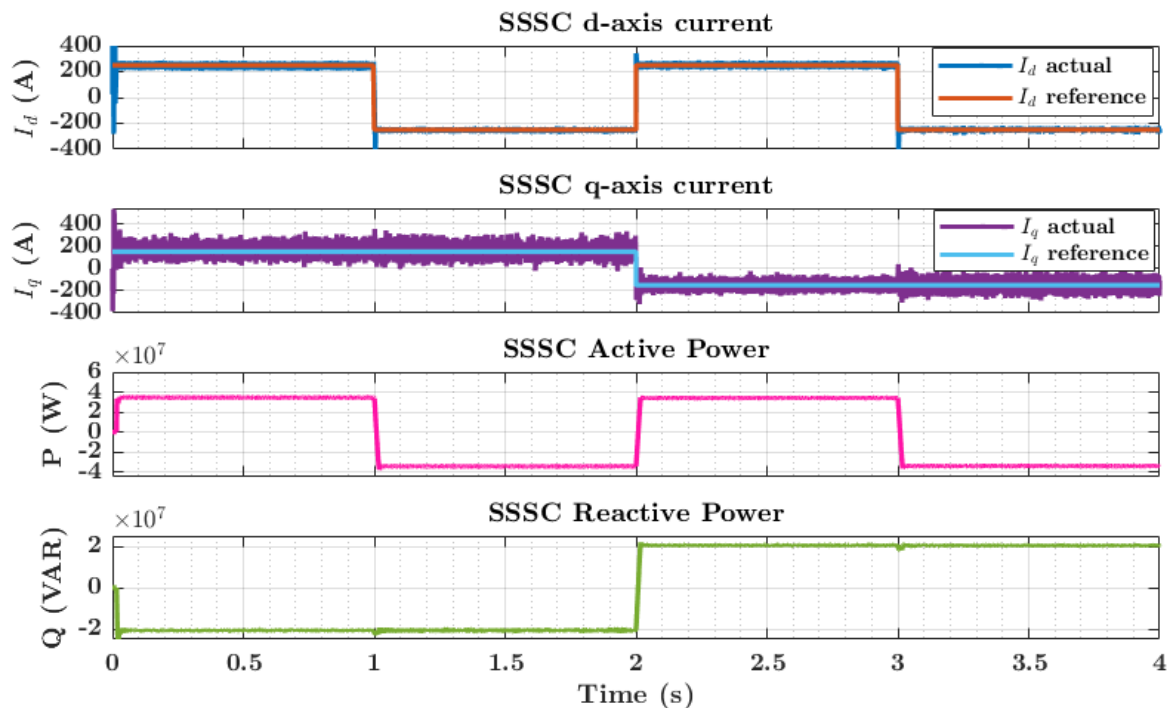 SSSC d-axis current
400
200
0
-200
-400
I_d (A)
I_d actual
I_d reference
SSSC q-axis current
400
200
0
-200
-400
I_q (A)
I_q actual
I_q reference
SSSC Active Power
×10^7
6
4
2
0
-2
-4
P (W)
SSSC Reactive Power
×10^7
2
0
-2
Q (VAR)
0 0.5 1 1.5 2 2.5 3 3.5 4
Time (s)